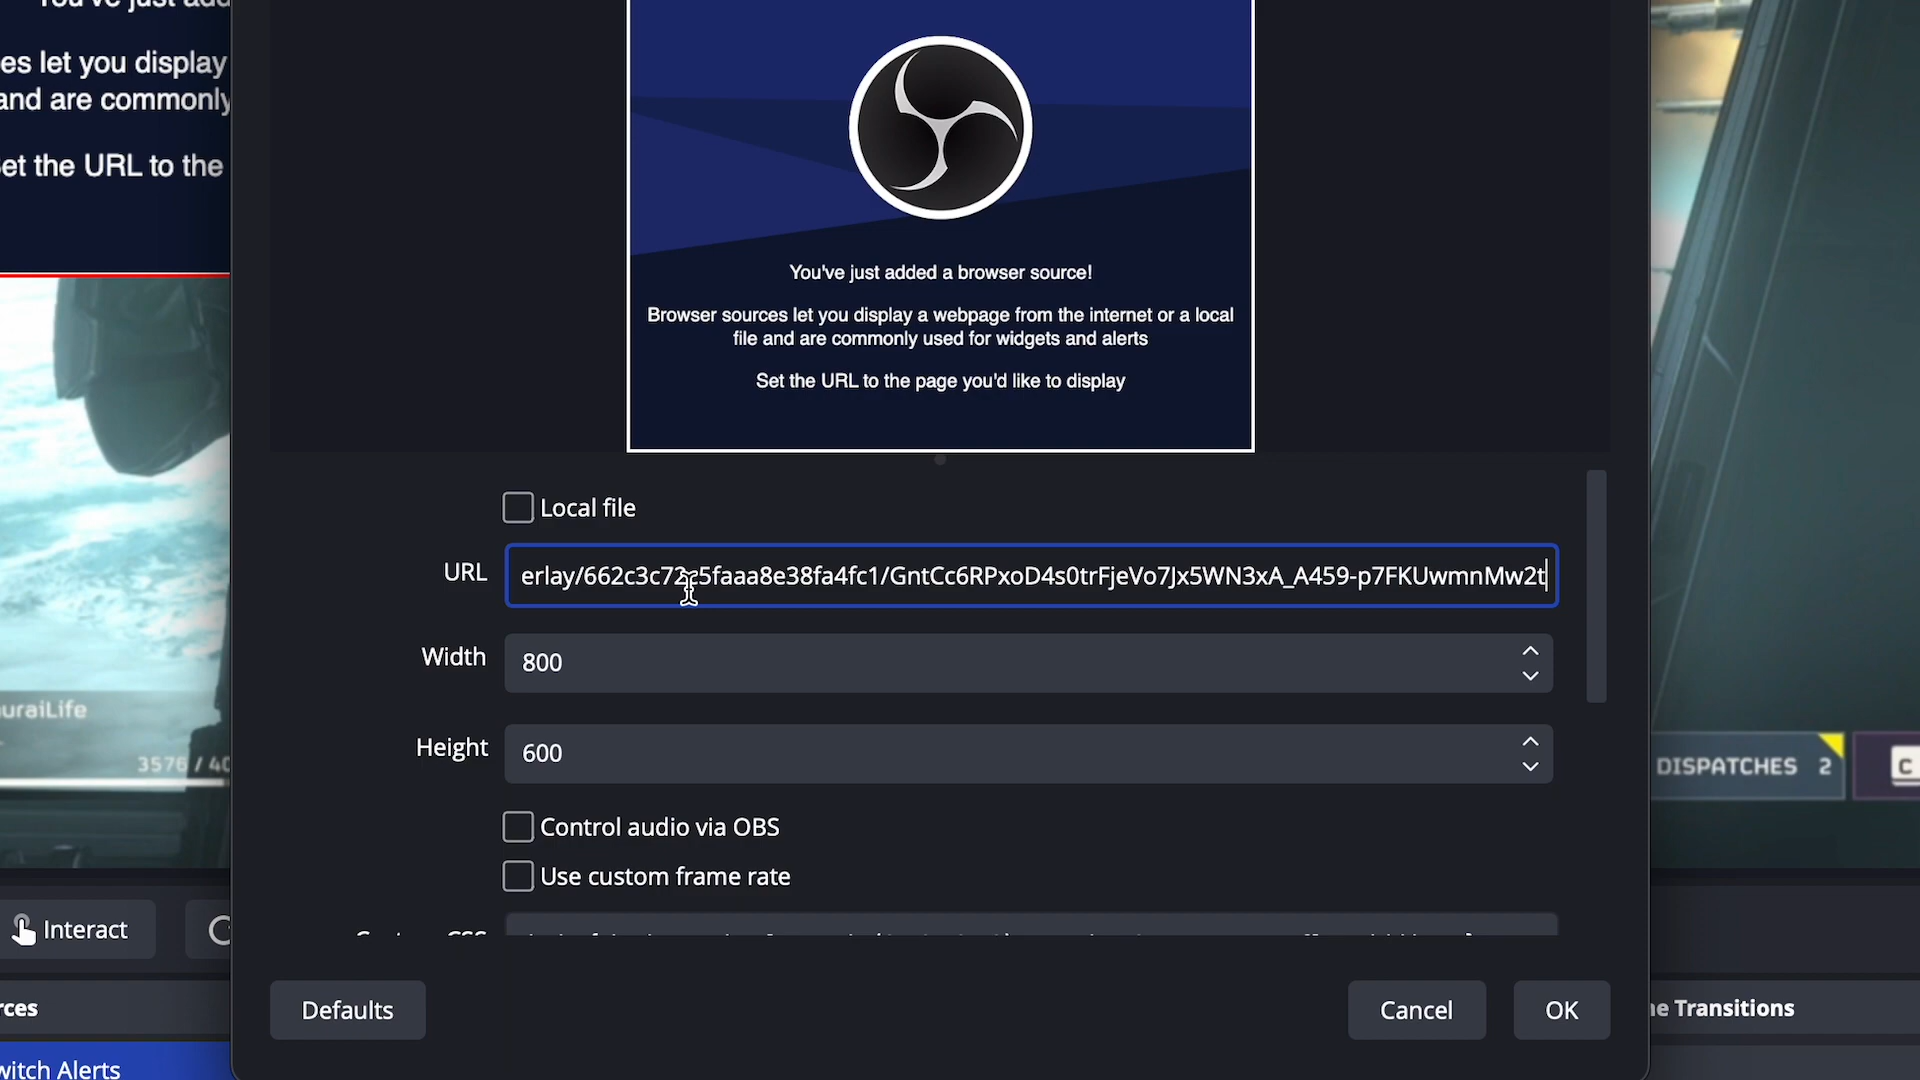 es let you display
and are commonly
et the URL to the
You've just added a browser source!
Browser sources let you display a webpage from the internet or a local
file and are commonly used for widgets and alerts
Set the URL to the page you'd like to display
Local file
URL
erlay/662c3c72c5faaa8e38fa4fc1/GntCc6RPxoD4s0trFjeVo7Jx5WN3xA_A459-p7FKUwmnMw2t
Width
800
Height
600
Control audio via OBS
Use custom frame rate
uraiLife
3576 / 40
DISPATCHES 2
C
Interact
Defaults
Cancel
OK
rces
ne Transitions
witch Alerts